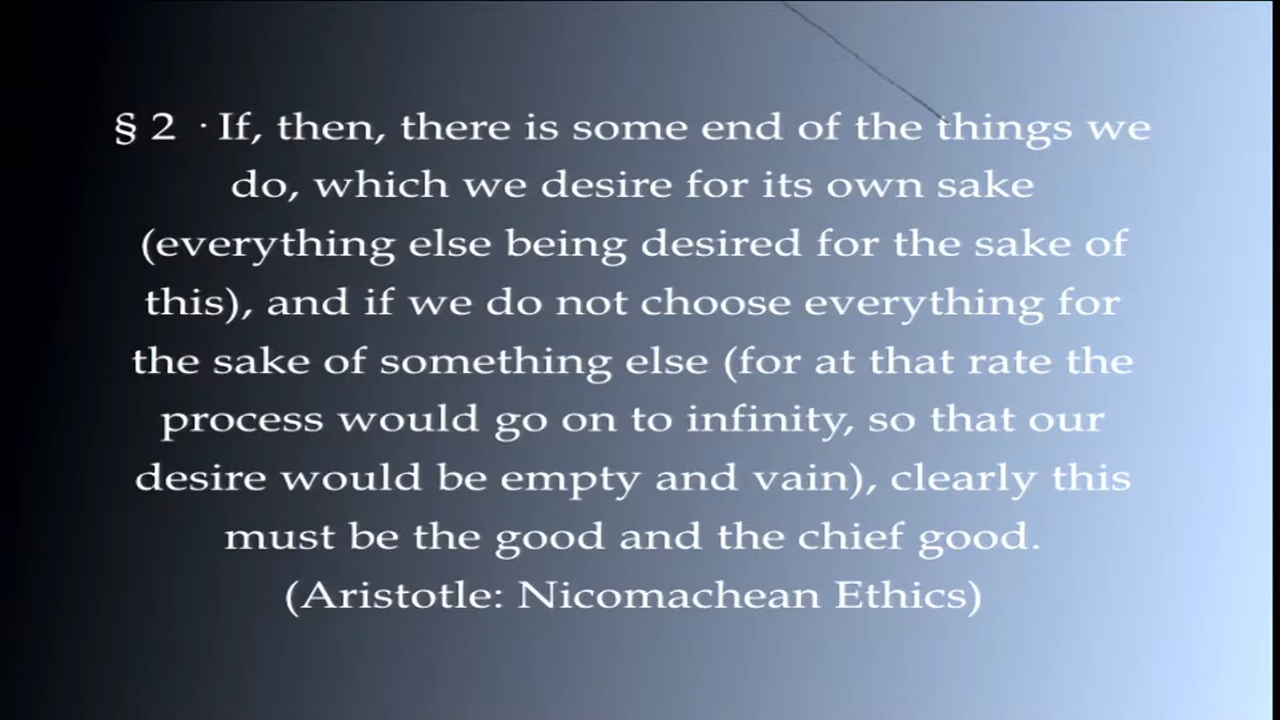 § 2 · If, then, there is some end of the things we
do, which we desire for its own sake
(everything else being desired for the sake of
this), and if we do not choose everything for
the sake of something else (for at that rate the
process would go on to infinity, so that our
desire would be empty and vain), clearly this
must be the good and the chief good.
(Aristotle: Nicomachean Ethics)